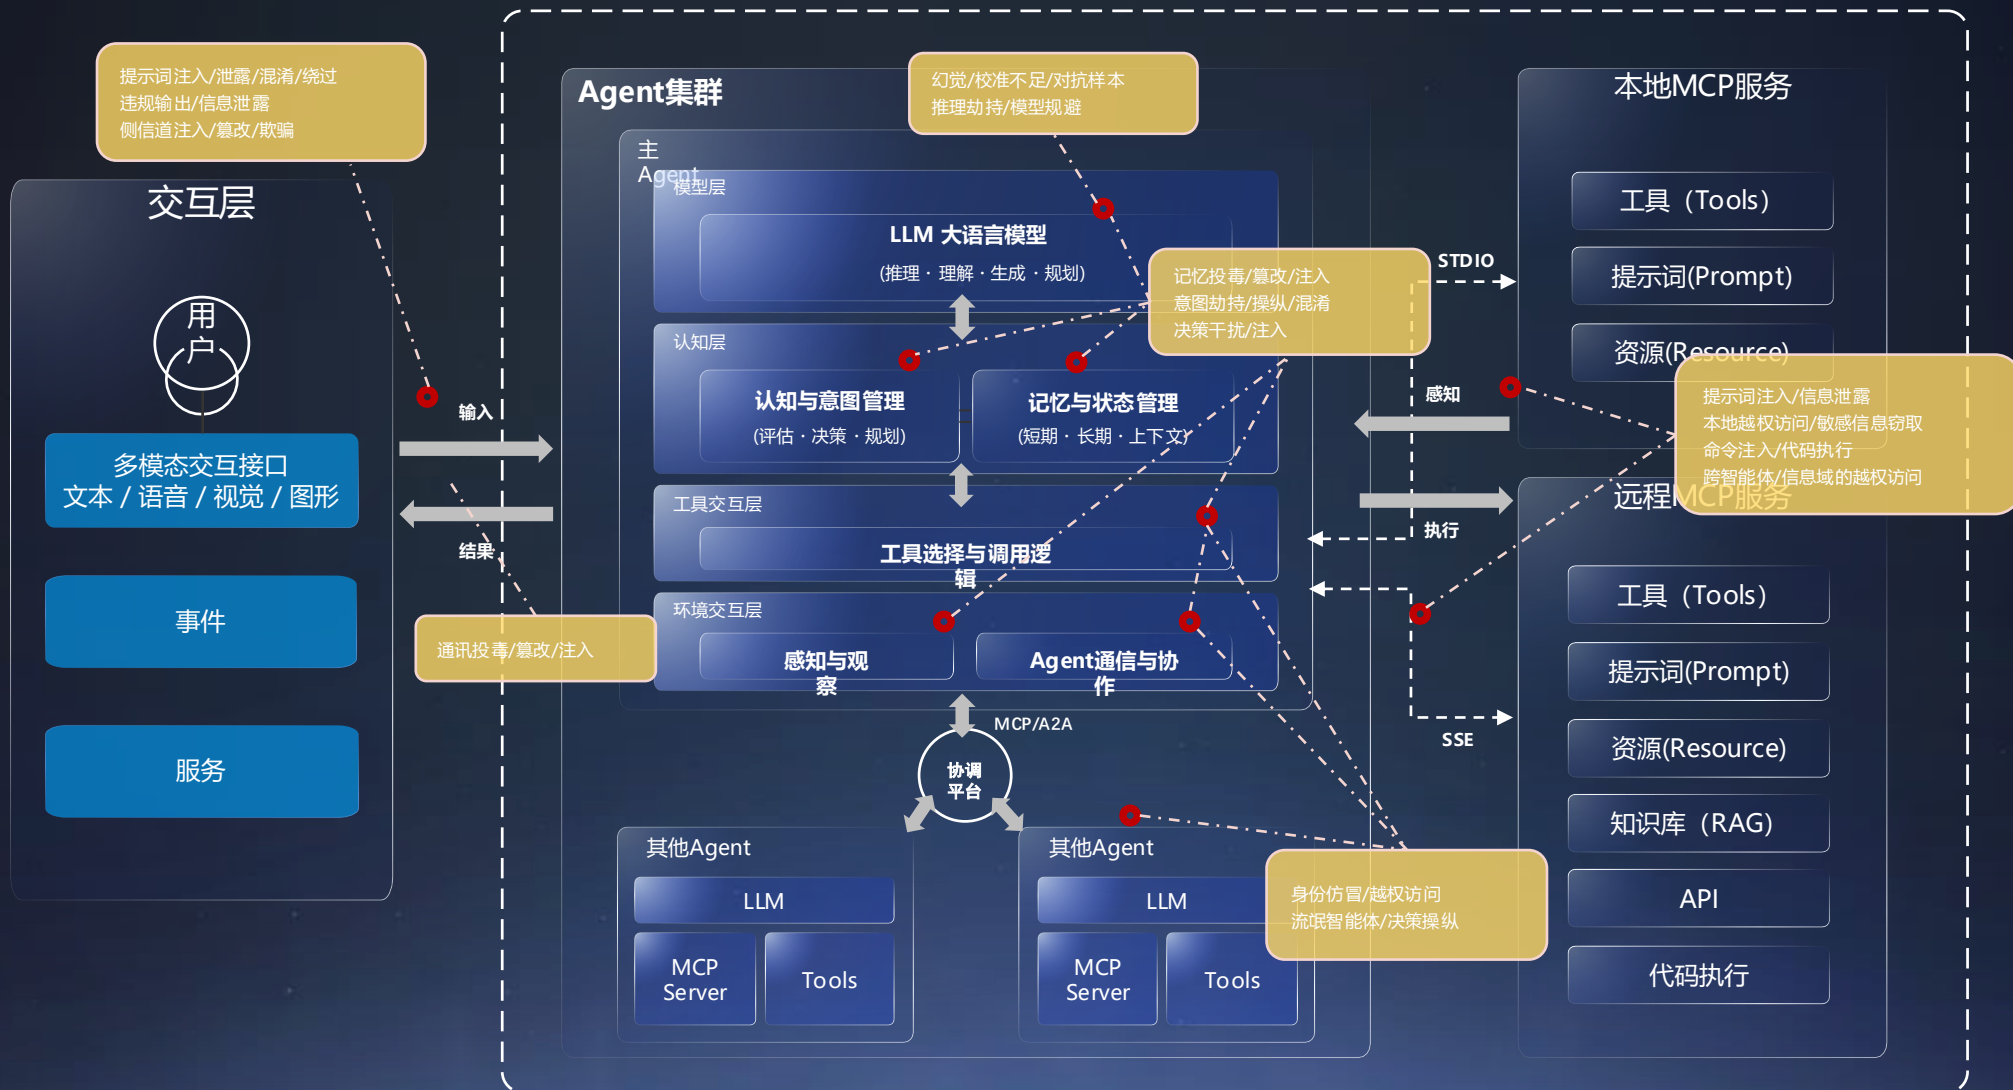 提示词注入/泄露/混淆/绕过
违规输出/信息泄露
侧信道注入/篡改/欺骗
交互层
用
户
多模态交互接口
文本 / 语音 / 视觉 / 图形
事件
服务
输入
结果
通讯投毒/篡改/注入
Agent集群
幻觉/校准不足/对抗样本
推理劫持/模型规避
主
Agent
模型层
LLM 大语言模型
(推理 · 理解 · 生成 · 规划)
记忆投毒/篡改/注入
意图劫持/操纵/混淆
决策干扰/注入
认知层
认知与意图管理
(评估 · 决策 · 规划)
记忆与状态管理
(短期 · 长期 · 上下文)
工具交互层
工具选择与调用逻
辑
环境交互层
感知与观
察
Agent通信与协
作
MCP/A2A
协调
平台
其他Agent
LLM
MCP
Server
Tools
其他Agent
LLM
MCP
Server
Tools
身份仿冒/越权访问
流氓智能体/决策操纵
STDIO
感知
执行
SSE
本地MCP服务
工具（Tools）
提示词(Prompt)
资源(Resource)
提示词注入/信息泄露
本地越权访问/敏感信息窃取
命令注入/代码执行
跨智能体/信息域的越权访问
远程MCP服务
工具（Tools）
提示词(Prompt)
资源(Resource)
知识库（RAG）
API
代码执行